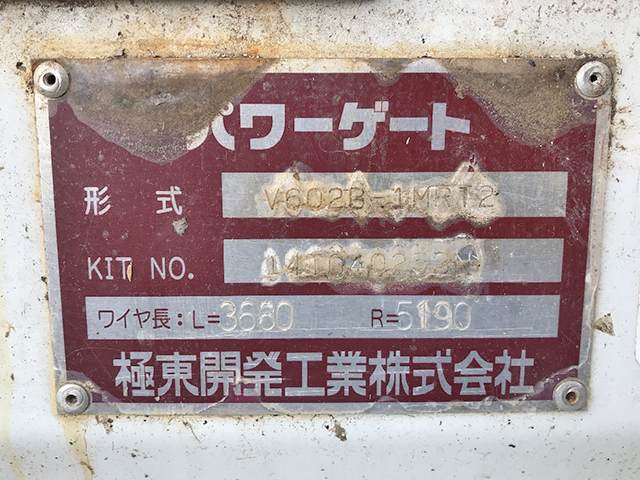 パワーゲート
形式 V602B-1MRT2
KIT NO.
ワイヤ長:L=3680 R=5190
極東開発工業株式会社